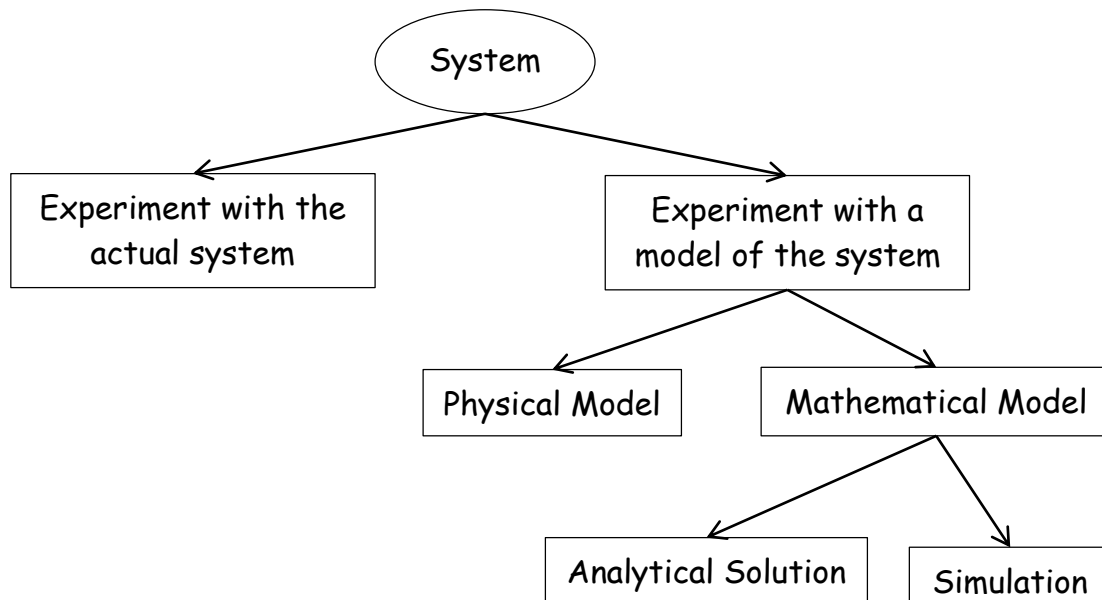 System
Experiment with the
actual system
Experiment with a
model of the system
Physical Model
Mathematical Model
Analytical Solution
Simulation